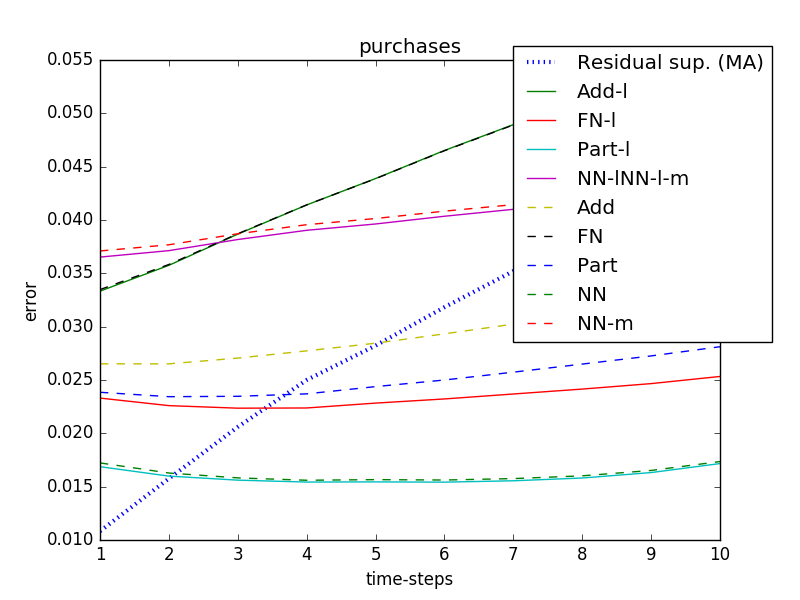 purchases
0.055
0.050
0.045
0.040
0.035
0.030
0.025
0.020
0.015
0.010
error
1 2 3 4 5 6 7 8 9 10
time-steps
Residual sup. (MA)
Add-l
FN-l
Part-l
NN-lNN-l-m
Add
FN
Part
NN
NN-m